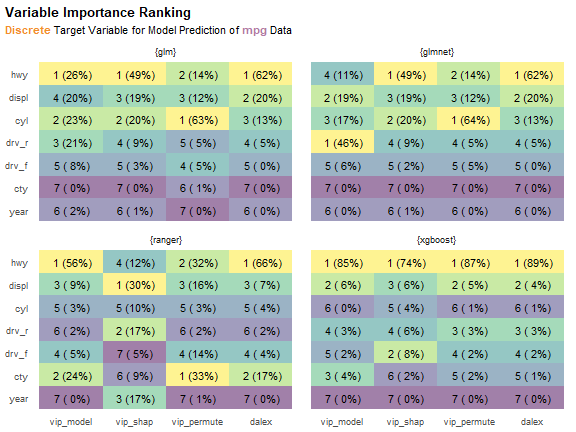 Variable Importance Ranking
Discrete Target Variable for Model Prediction of mpg Data
{glm} {glmnet}
hwy 1 (26%) 1 (49%) 2 (14%) 1 (62%) 4 (11%) 1 (49%) 2 (14%) 1 (62%)
displ 4 (20%) 3 (19%) 3 (12%) 2 (20%) 2 (19%) 3 (19%) 3 (12%) 2 (20%)
cyl 2 (23%) 2 (20%) 1 (63%) 3 (13%) 3 (17%) 2 (20%) 1 (64%) 3 (13%)
drv_r 3 (21%) 4 ( 9%) 5 ( 5%) 4 ( 5%) 1 (46%) 4 ( 9%) 4 ( 5%) 4 ( 5%)
drv_f 5 ( 8%) 5 ( 3%) 4 ( 5%) 5 ( 0%) 5 ( 6%) 5 ( 2%) 5 ( 5%) 5 ( 0%)
cty 7 ( 0%) 7 ( 0%) 6 ( 1%) 7 ( 0%) 7 ( 0%) 7 ( 0%) 7 ( 0%) 7 ( 0%)
year 6 ( 2%) 6 ( 1%) 7 ( 0%) 6 ( 0%) 6 ( 0%) 6 ( 1%) 6 ( 0%) 6 ( 0%)
{ranger} {xgboost}
hwy 1 (56%) 4 (12%) 2 (32%) 1 (66%) 1 (85%) 1 (74%) 1 (87%) 1 (89%)
displ 3 ( 9%) 1 (30%) 3 (16%) 3 ( 7%) 2 ( 6%) 3 ( 6%) 2 ( 5%) 2 ( 4%)
cyl 5 ( 3%) 5 (10%) 5 ( 3%) 5 ( 4%) 6 ( 0%) 5 ( 4%) 6 ( 1%) 6 ( 1%)
drv_r 6 ( 2%) 2 (17%) 6 ( 2%) 6 ( 2%) 4 ( 3%) 4 ( 6%) 3 ( 3%) 3 ( 3%)
drv_f 4 ( 5%) 7 ( 5%) 4 (14%) 4 ( 4%) 5 ( 2%) 2 ( 8%) 4 ( 2%) 4 ( 2%)
cty 2 (24%) 6 ( 9%) 1 (33%) 2 (17%) 3 ( 4%) 6 ( 2%) 5 ( 2%) 5 ( 1%)
year 7 ( 0%) 3 (17%) 7 ( 1%) 7 ( 0%) 7 ( 0%) 7 ( 0%) 7 ( 0%) 7 ( 0%)
vip_model vip_shap vip_permute dalex vip_model vip_shap vip_permute dalex